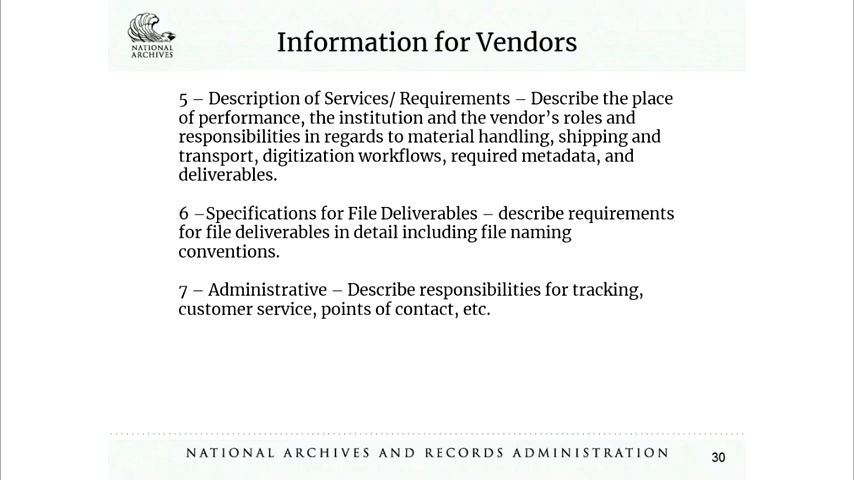 NATIONAL
ARCHIVES
Information for Vendors
5 – Description of Services/ Requirements – Describe the place
of performance, the institution and the vendor’s roles and
responsibilities in regards to material handling, shipping and
transport, digitization workflows, required metadata, and
deliverables.
6 –Specifications for File Deliverables – describe requirements
for file deliverables in detail including file naming
conventions.
7 – Administrative – Describe responsibilities for tracking,
customer service, points of contact, etc.
NATIONAL ARCHIVES AND RECORDS ADMINISTRATION
30